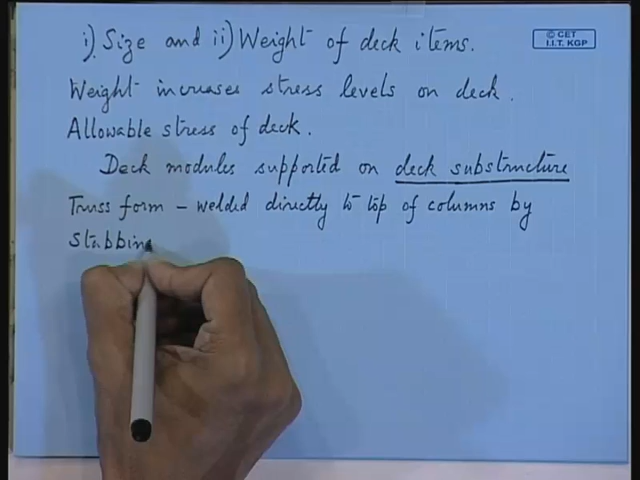 i) Size and ii) Weight of deck items.
© CET
I.I.T. KGP
Weight increases stress levels on deck.
Allowable stress of deck.
Deck modules supported on deck substructure
Truss form – welded directly to top of columns by
stabbin